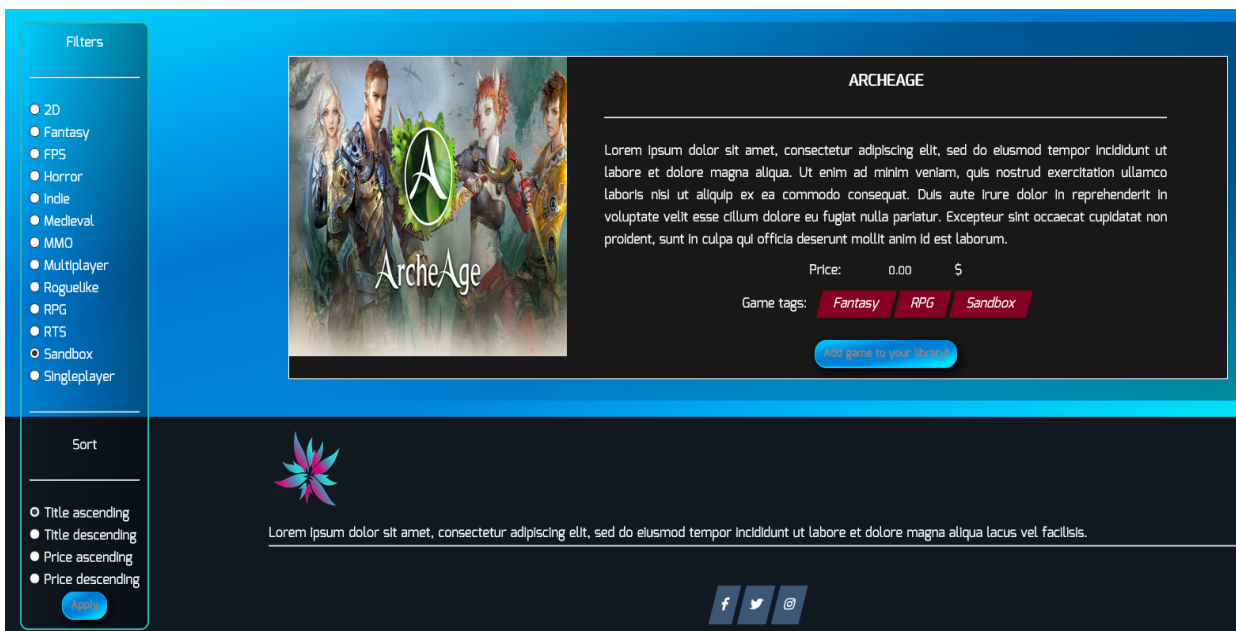 Filters
2D
Fantasy
FPS
Horror
Indie
Medieval
MMO
Multiplayer
Roguelike
RPG
RTS
Sandbox
Singleplayer
Sort
Title ascending
Title descending
Price ascending
Price descending
Apply
ArcheAge
ARCHEAGE
Lorem ipsum dolor sit amet, consectetur adipiscing elit, sed do eiusmod tempor incididunt ut
labore et dolore magna aliqua. Ut enim ad minim veniam, quis nostrud exercitation ullamco
laboris nisi ut aliquip ex ea commodo consequat. Duis aute irure dolor in reprehenderit in
voluptate velit esse cillum dolore eu fugiat nulla pariatur. Excepteur sint occaecat cupidatat non
proident, sunt in culpa qui officia deserunt mollit anim id est laborum.
Price: 0.00 $
Game tags: Fantasy RPG Sandbox
Add game to your library!
Lorem ipsum dolor sit amet, consectetur adipiscing elit, sed do eiusmod tempor incididunt ut labore et dolore magna aliqua lacus vel facilisis.